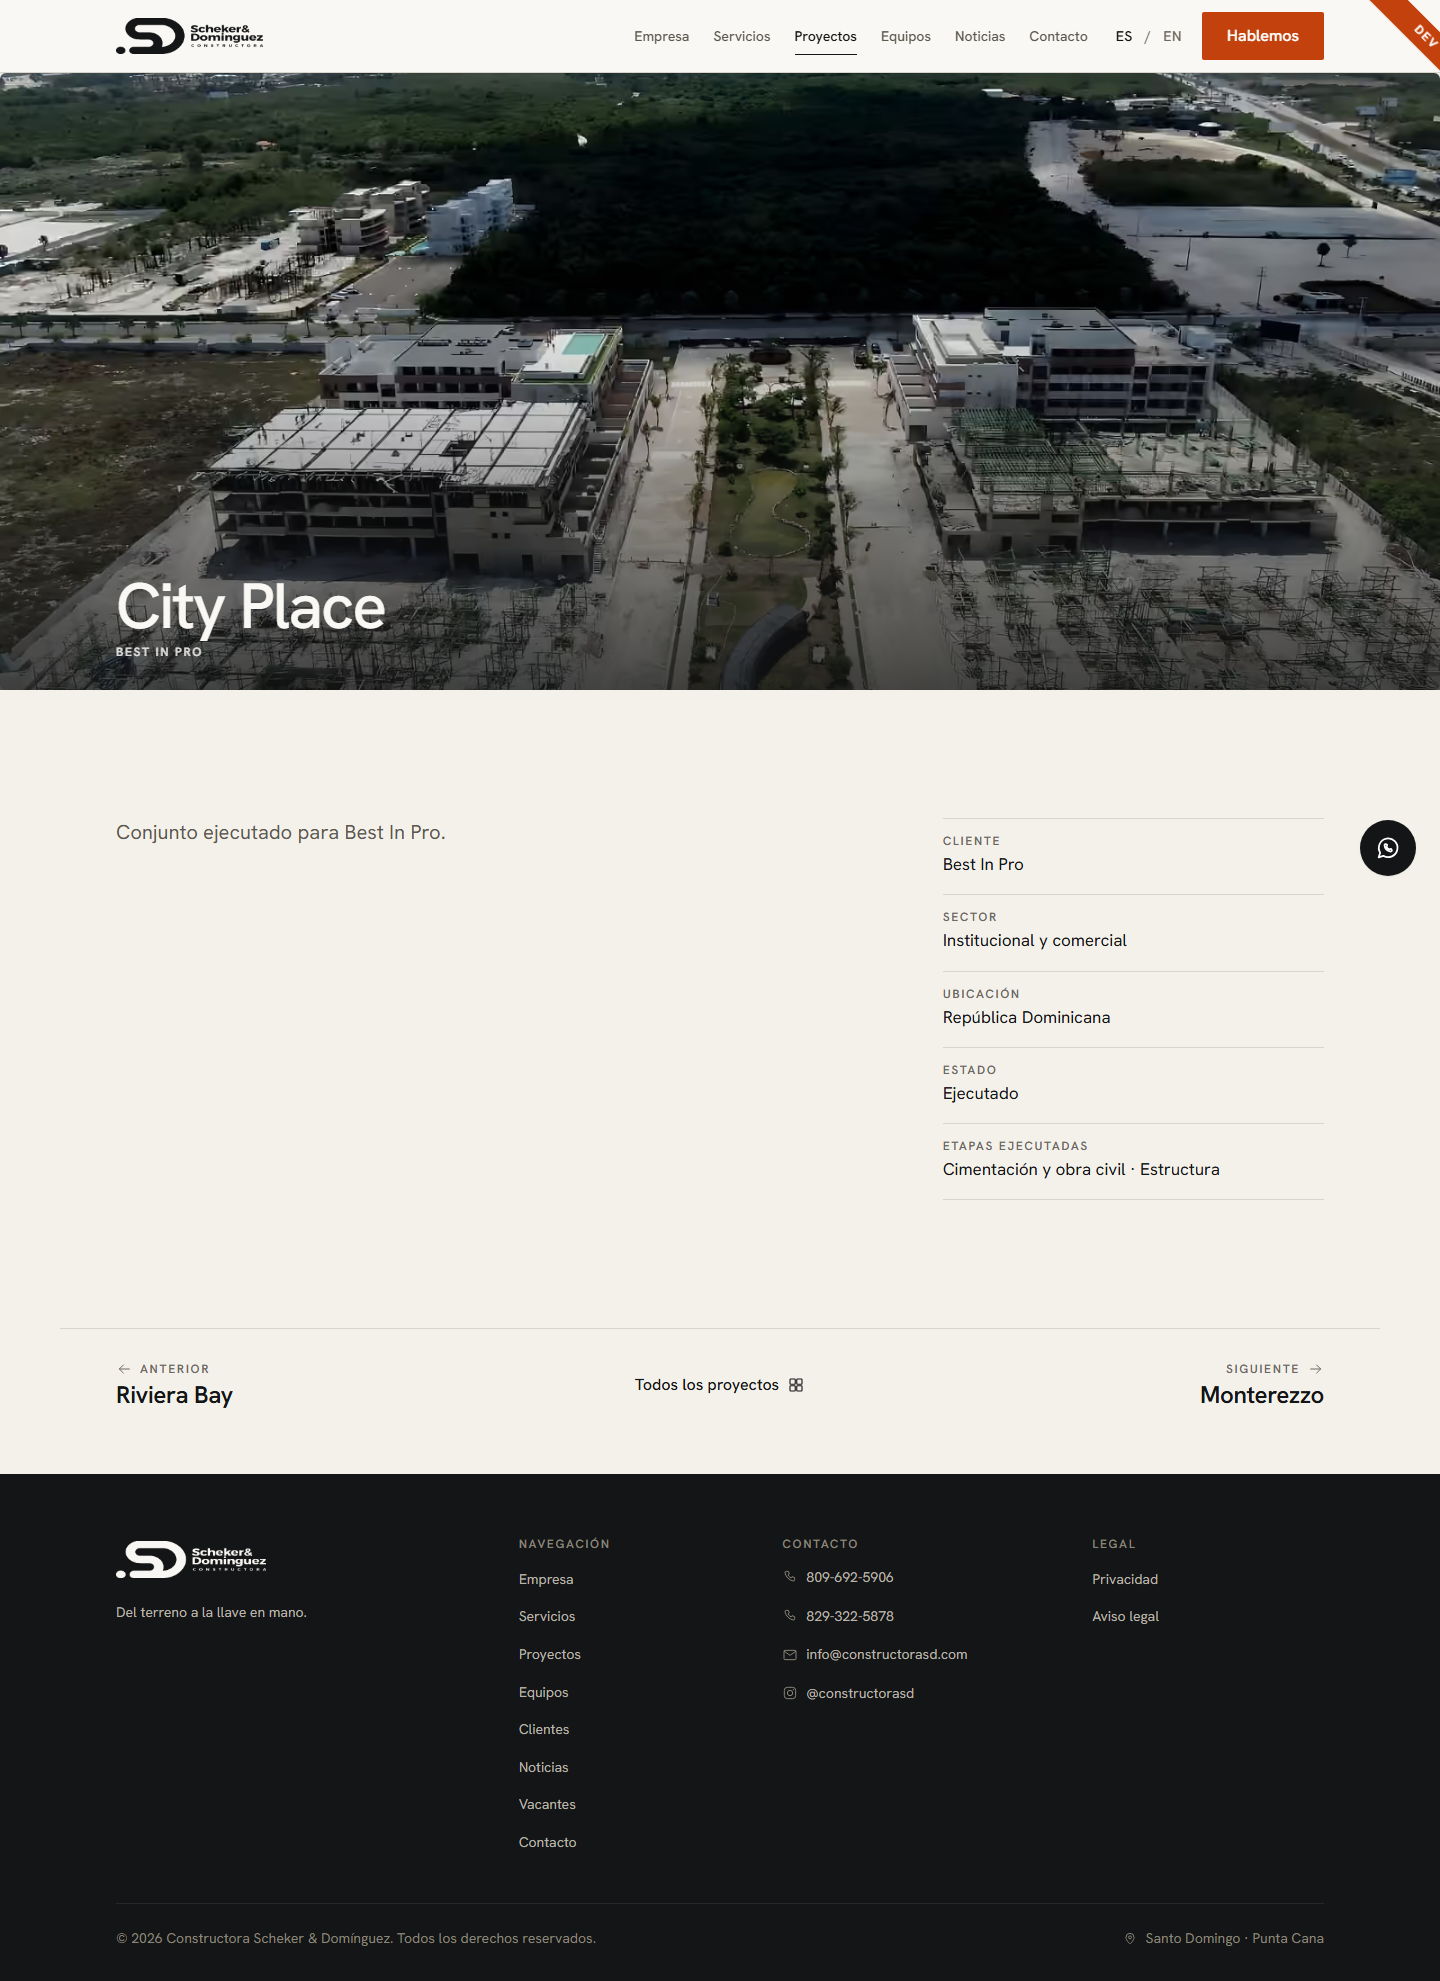 Scheker&
Dominguez
CONSTRUCTORA
Empresa Servicios Proyectos Equipos Noticias Contacto ES / EN Hablemos
DEV
City Place
BEST IN PRO
Conjunto ejecutado para Best In Pro.
CLIENTE
Best In Pro
SECTOR
Institucional y comercial
UBICACIÓN
República Dominicana
ESTADO
Ejecutado
ETAPAS EJECUTADAS
Cimentación y obra civil · Estructura
ANTERIOR
Riviera Bay
Todos los proyectos
SIGUIENTE
Monterezzo
Scheker&
Dominguez
CONSTRUCTORA
Del terreno a la llave en mano.
NAVEGACIÓN
Empresa
Servicios
Proyectos
Equipos
Clientes
Noticias
Vacantes
Contacto
CONTACTO
809-692-5906
829-322-5878
info@constructorasd.com
@constructorasd
LEGAL
Privacidad
Aviso legal
© 2026 Constructora Scheker & Domínguez. Todos los derechos reservados.
Santo Domingo · Punta Cana